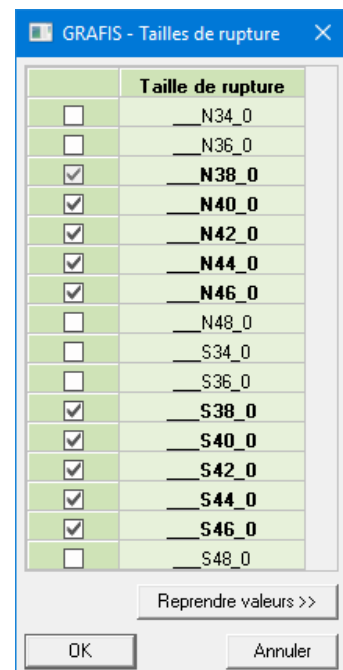 GRAFIS - Tailles de rupture
Taille de rupture
___N34_0
___N36_0
___N38_0
___N40_0
___N42_0
___N44_0
___N46_0
___N48_0
___S34_0
___S36_0
___S38_0
___S40_0
___S42_0
___S44_0
___S46_0
___S48_0
Reprendre valeurs >>
OK Annuler